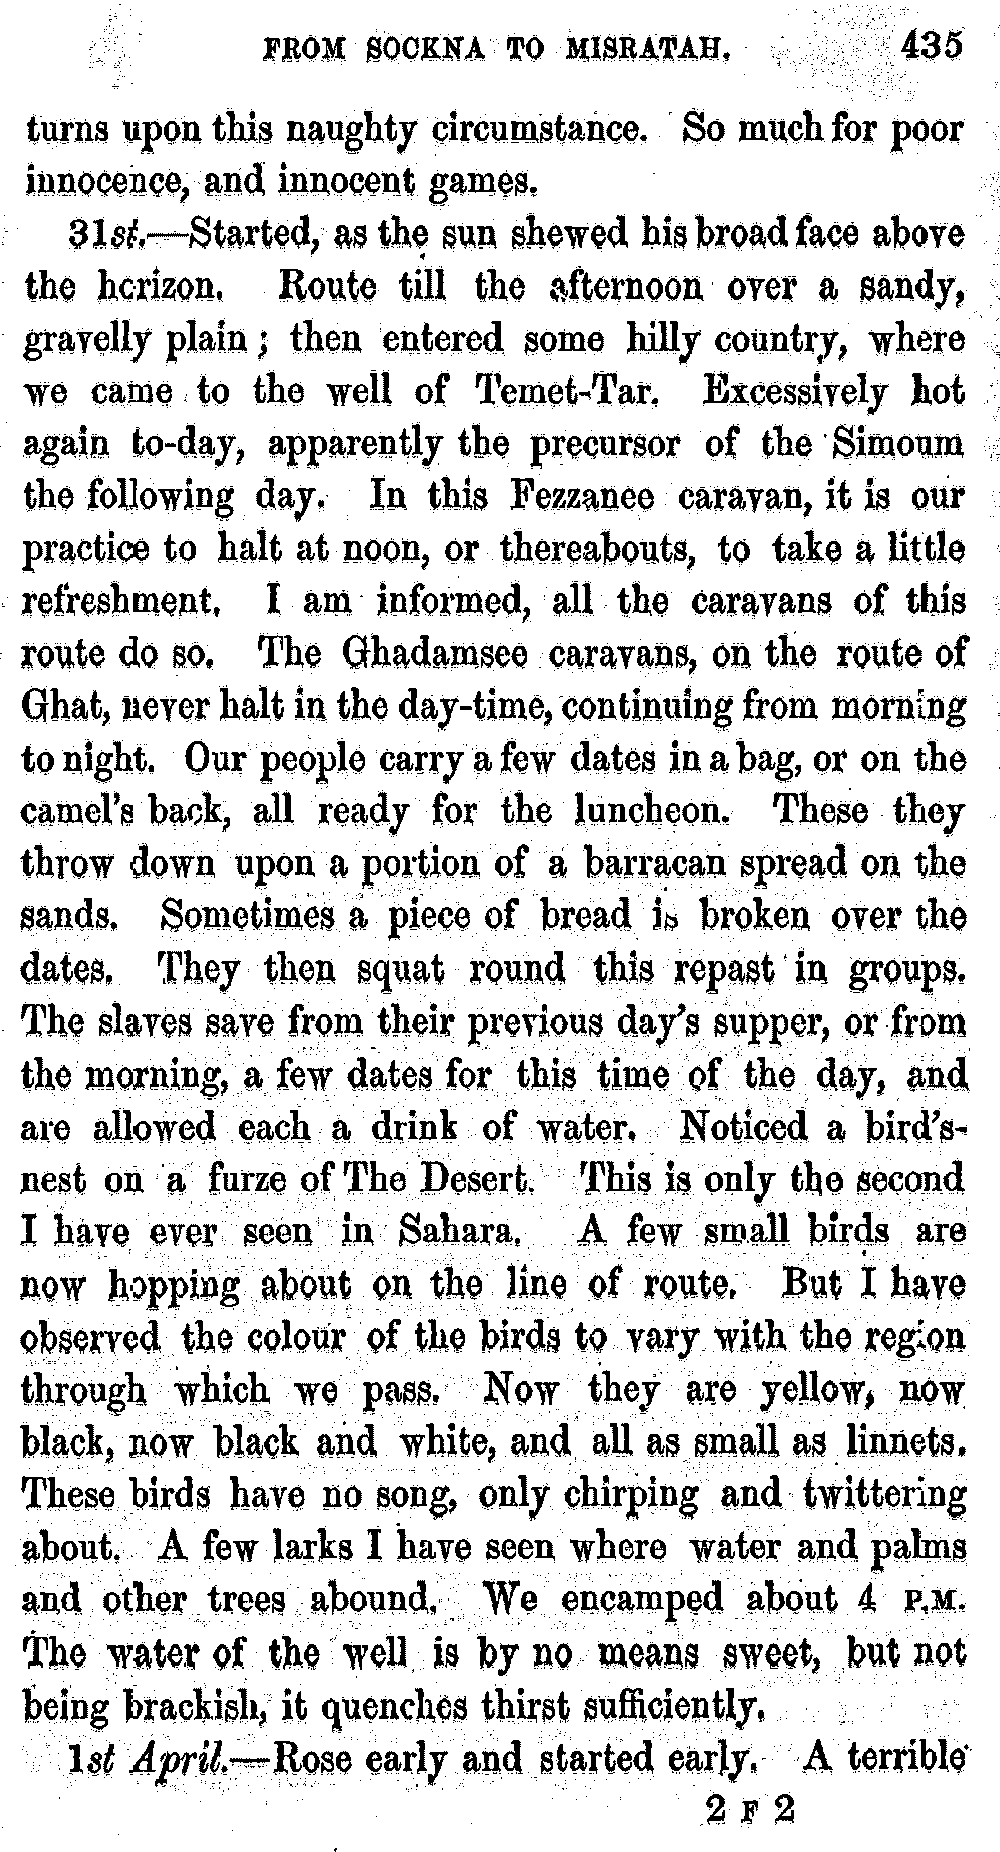 FROM SOCKNA TO MISRATAH. 435
turns upon this naughty circumstance. So much for poor
innocence, and innocent games.
31st.—Started, as the sun shewed his broad face above
the horizon. Route till the afternoon over a sandy,
gravelly plain; then entered some hilly country, where
we came to the well of Temet-Tar. Excessively hot
again to-day, apparently the precursor of the Simoum
the following day. In this Fezzanee caravan, it is our
practice to halt at noon, or thereabouts, to take a little
refreshment. I am informed, all the caravans of this
route do so. The Ghadamsee caravans, on the route of
Ghat, never halt in the day-time, continuing from morning
to night. Our people carry a few dates in a bag, or on the
camel's back, all ready for the luncheon. These they
throw down upon a portion of a barracan spread on the
sands. Sometimes a piece of bread is broken over the
dates. They then squat round this repast in groups.
The slaves save from their previous day's supper, or from
the morning, a few dates for this time of the day, and
are allowed each a drink of water. Noticed a bird's-
nest on a furze of The Desert. This is only the second
I have ever seen in Sahara. A few small birds are
now hopping about on the line of route. But I have
observed the colour of the birds to vary with the region
through which we pass. Now they are yellow, now
black, now black and white, and all as small as linnets.
These birds have no song, only chirping and twittering
about. A few larks I have seen where water and palms
and other trees abound. We encamped about 4 P.M.
The water of the well is by no means sweet, but not
being brackish, it quenches thirst sufficiently.
1st April.—Rose early and started early. A terrible
2 F 2